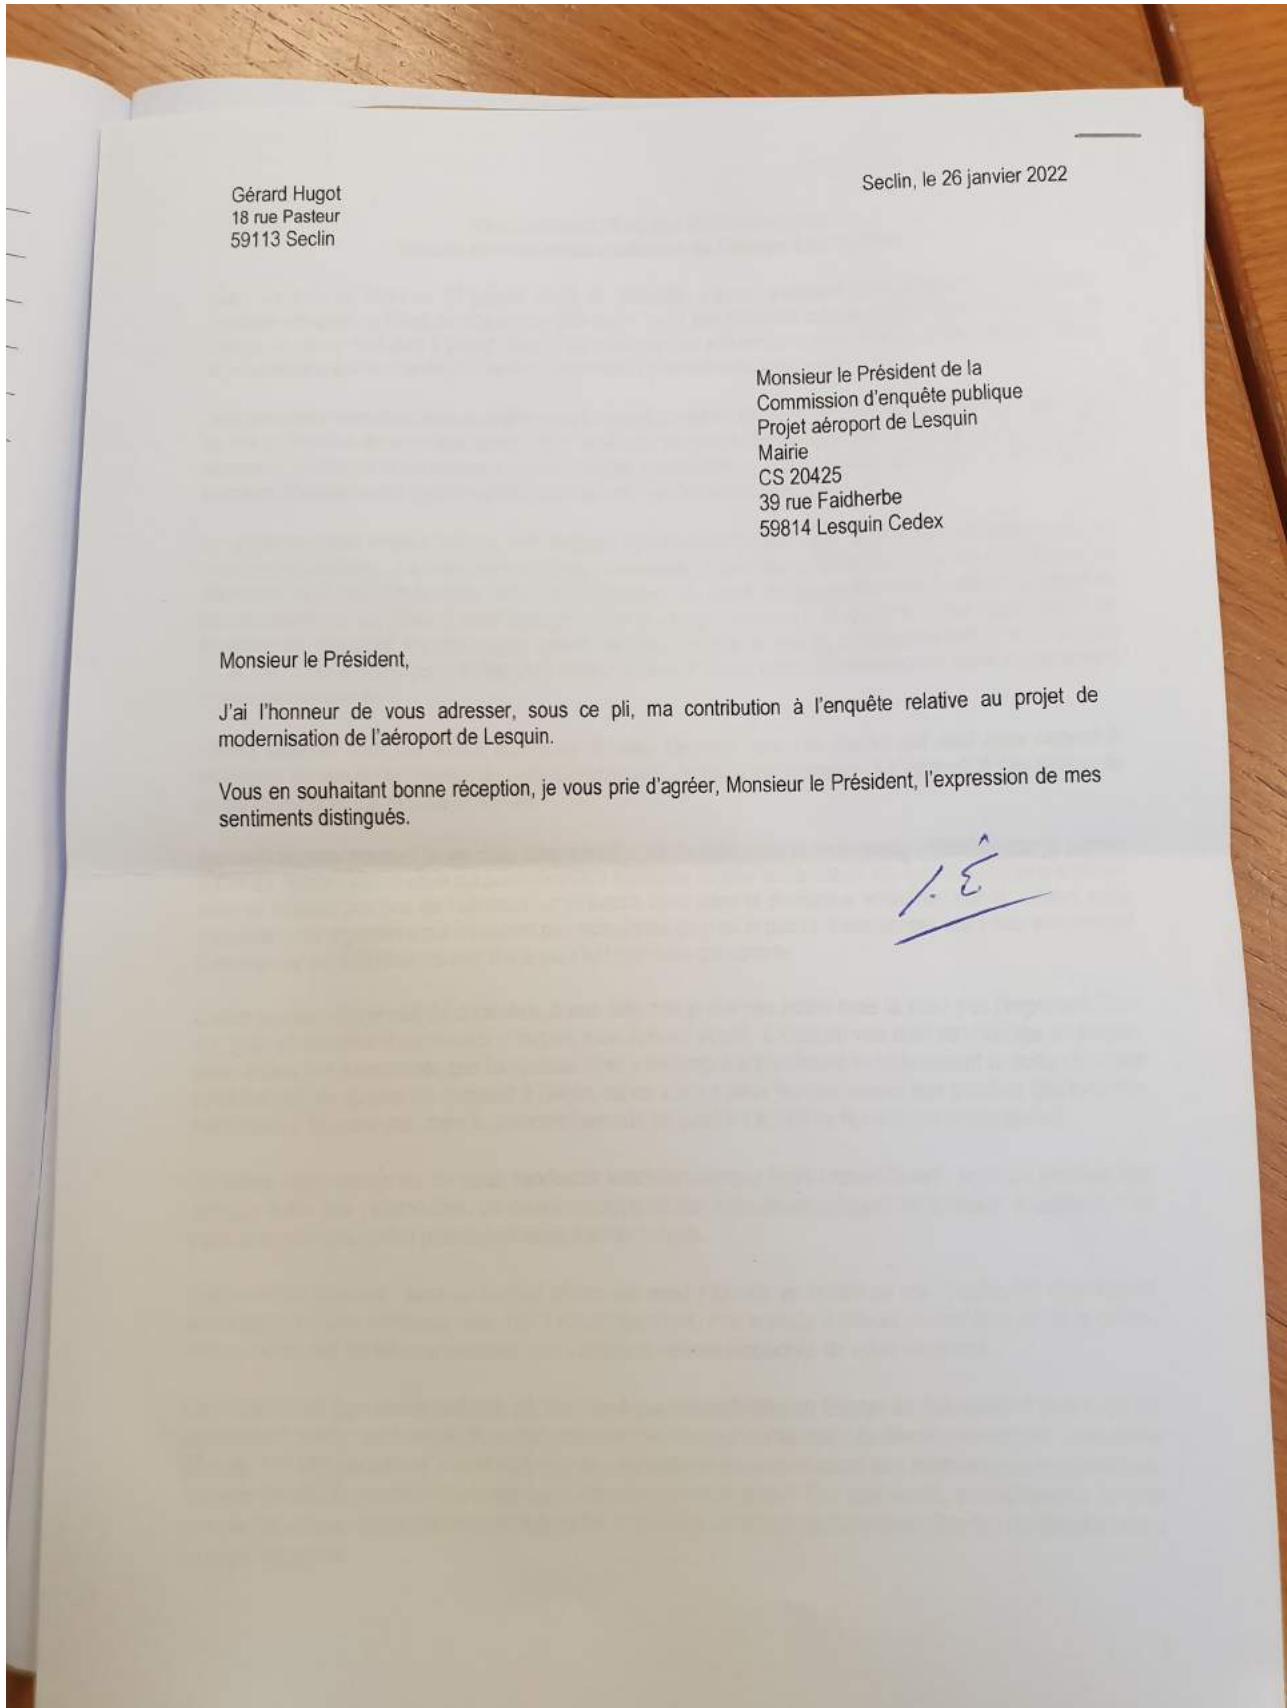 Gérard Hugot
18 rue Pasteur
59113 Seclin
Seclin, le 26 janvier 2022
Monsieur le Président de la
Commission d'enquête publique
Projet aéroport de Lesquin
Mairie
CS 20425
39 rue Faidherbe
59814 Lesquin Cedex
Monsieur le Président,
J'ai l'honneur de vous adresser, sous ce pli, ma contribution à l'enquête relative au projet de
modernisation de l'aéroport de Lesquin.
Vous en souhaitant bonne réception, je vous prie d'agréer, Monsieur le Président, l'expression de mes
sentiments distingués.